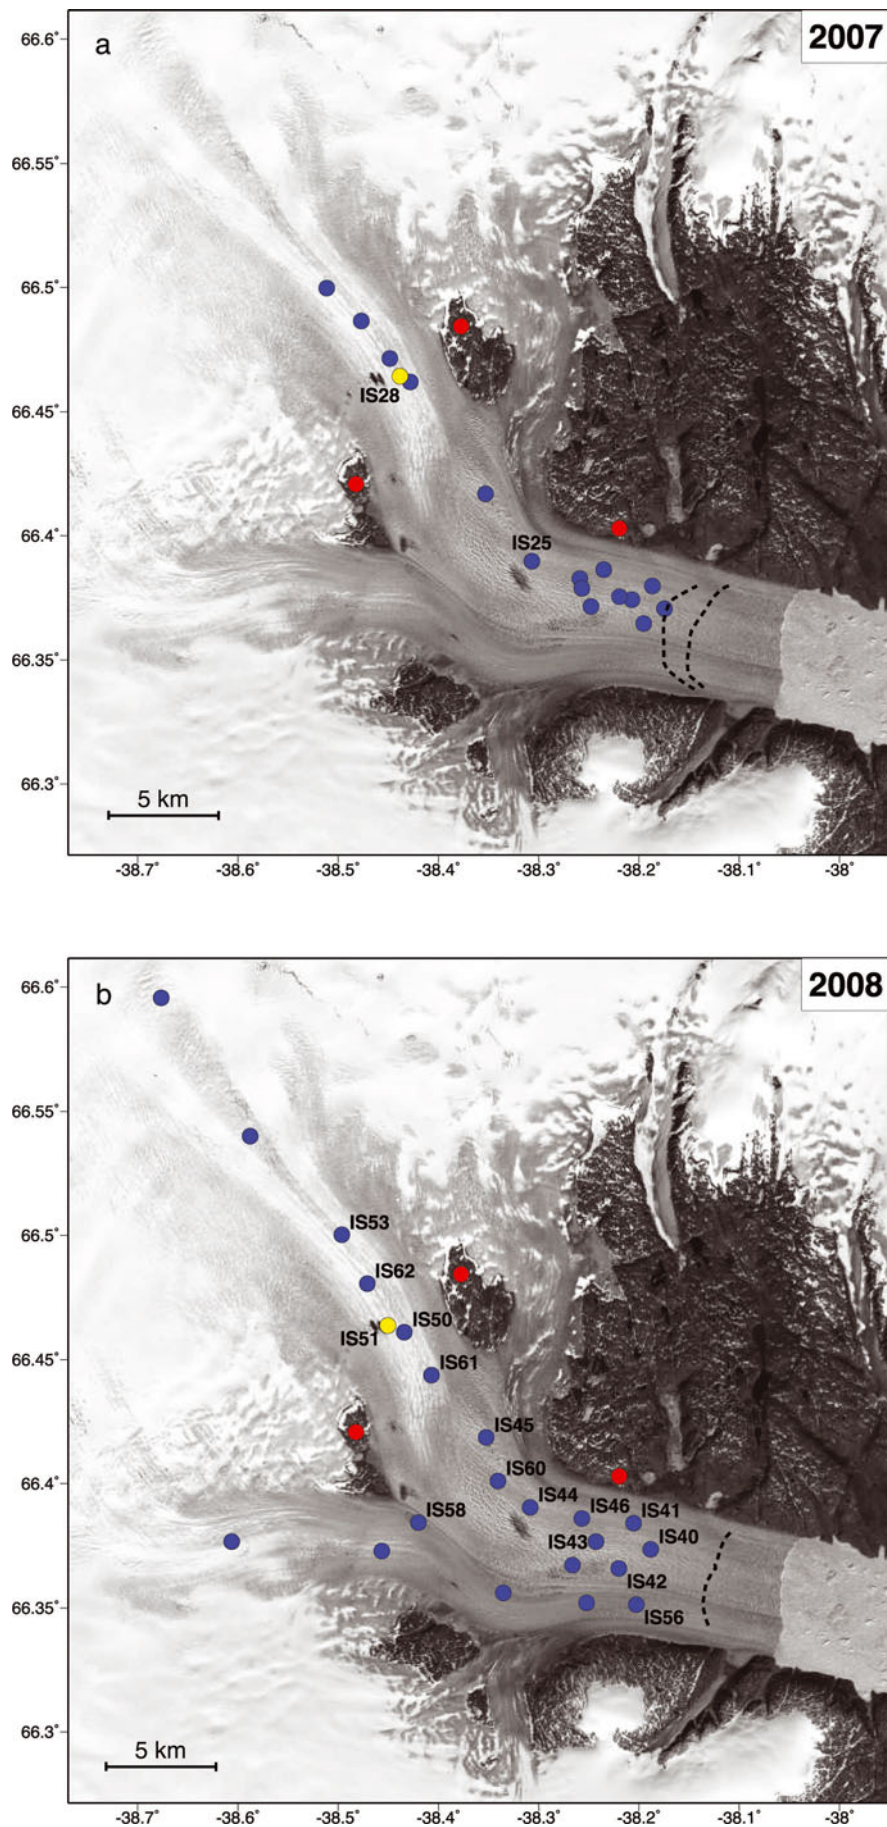 a
2007
66.6°
66.55°
66.5°
66.45°
66.4°
66.35°
66.3°
IS28
IS25
5 km
-38.7°
-38.6°
-38.5°
-38.4°
-38.3°
-38.2°
-38.1°
-38°
b
2008
66.6°
66.55°
66.5°
66.45°
66.4°
66.35°
66.3°
IS53
IS62
IS50
IS51
IS61
IS45
IS60
IS44
IS46
IS41
IS58
IS43
IS40
IS42
IS56
5 km
-38.7°
-38.6°
-38.5°
-38.4°
-38.3°
-38.2°
-38.1°
-38°